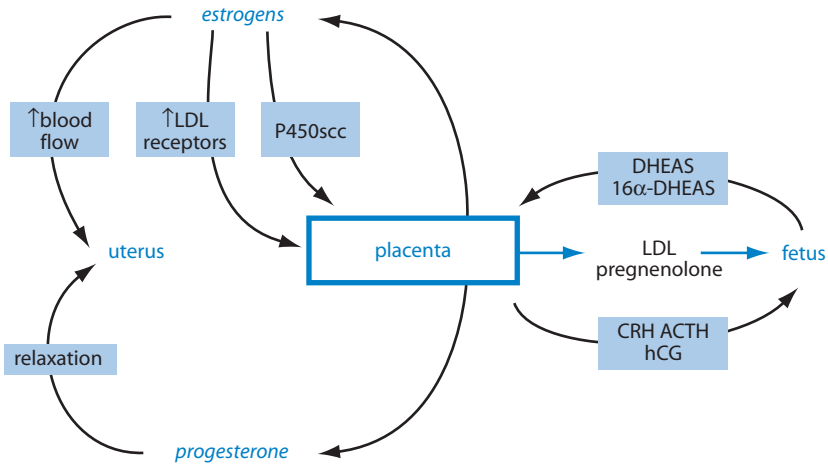 estrogens
↑blood
flow
↑LDL
receptors
P450scc
DHEAS
16α-DHEAS
uterus
placenta
LDL
pregnenolone
fetus
relaxation
CRH ACTH
hCG
progesterone